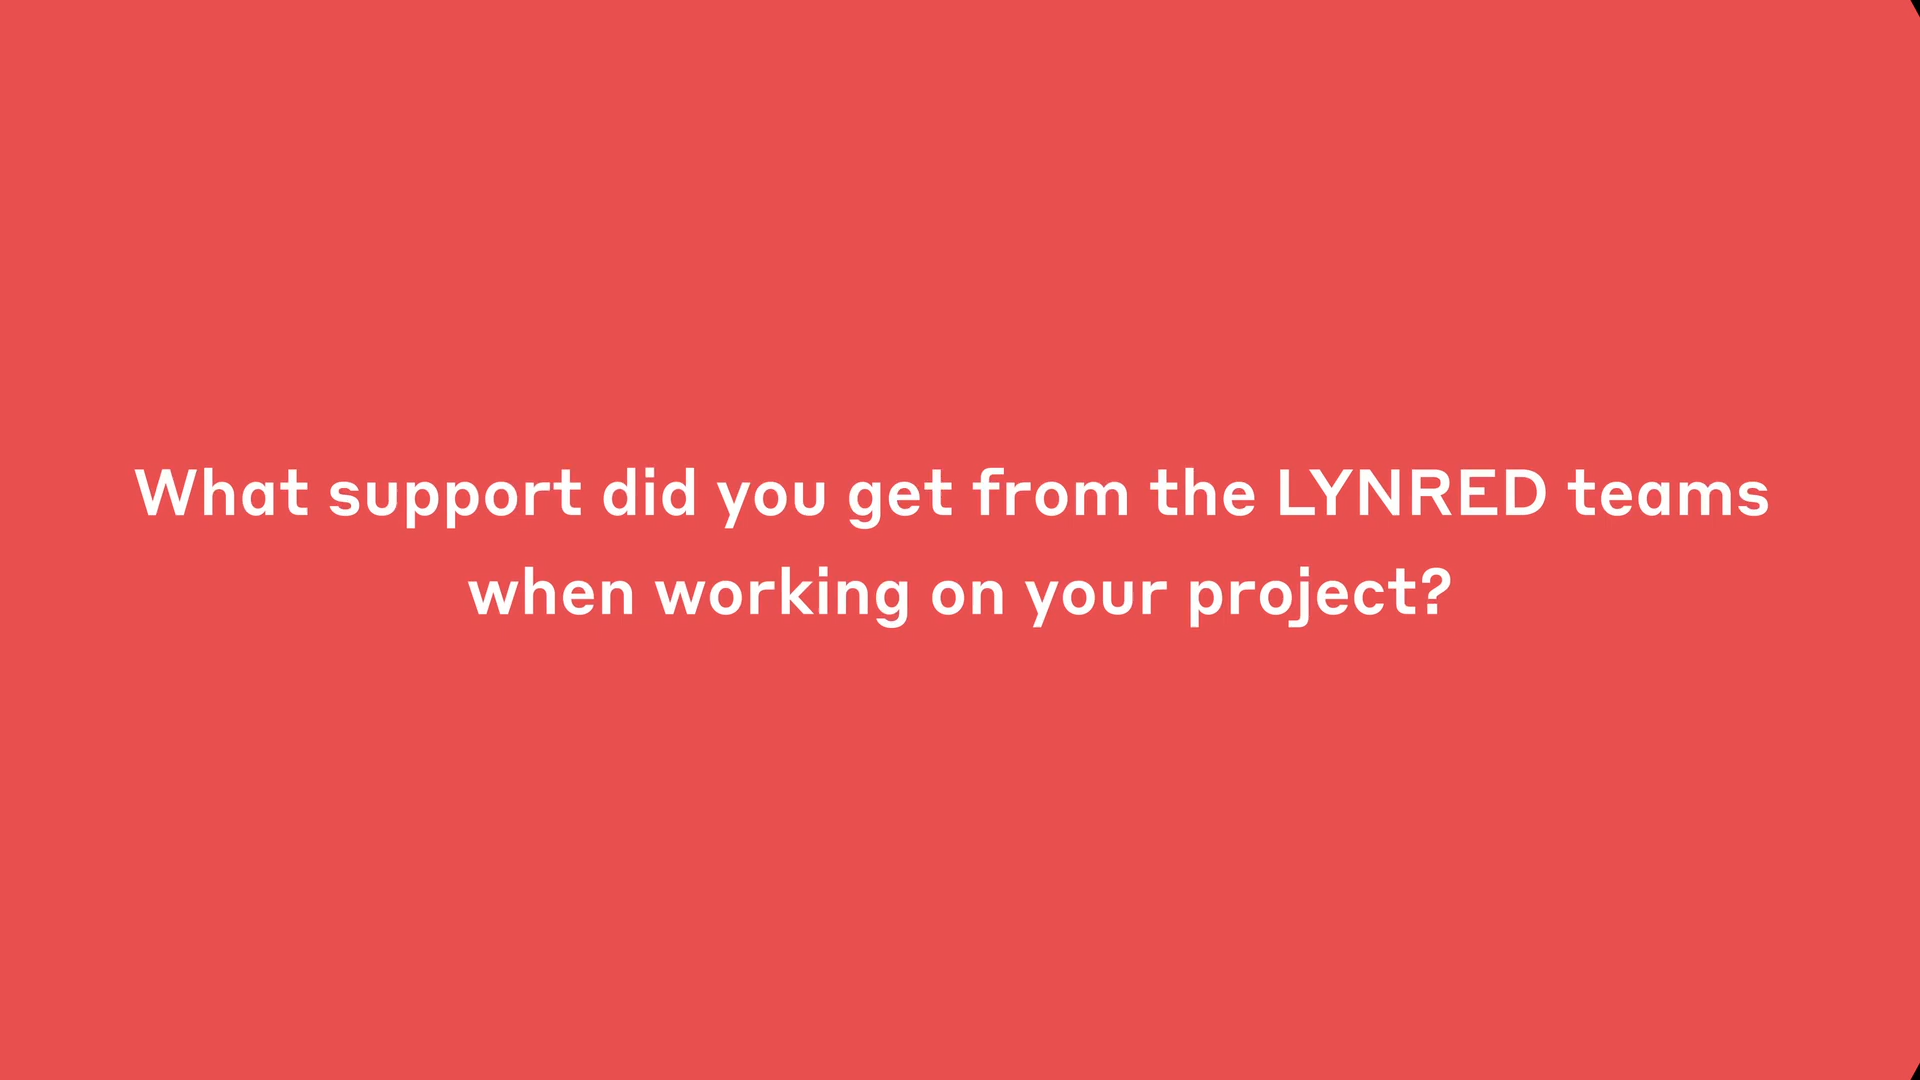 What support did you get from the LYNRED teams
when working on your project?